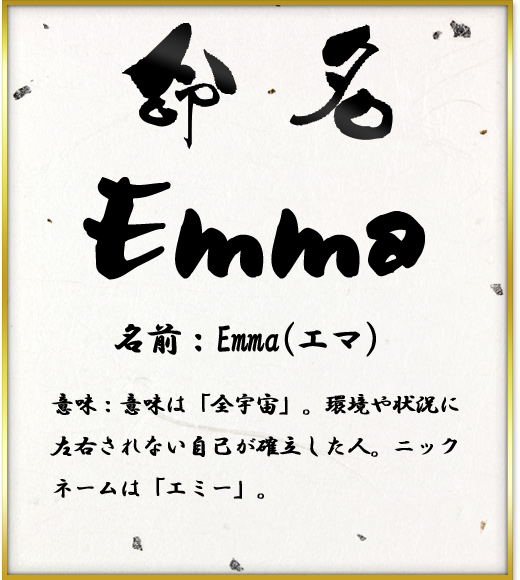 命名
Emma
名前：Emma(エマ)
意味：意味は「全宇宙」。環境や状況に
左右されない自己が確立した人。ニック
ネームは「エミー」。